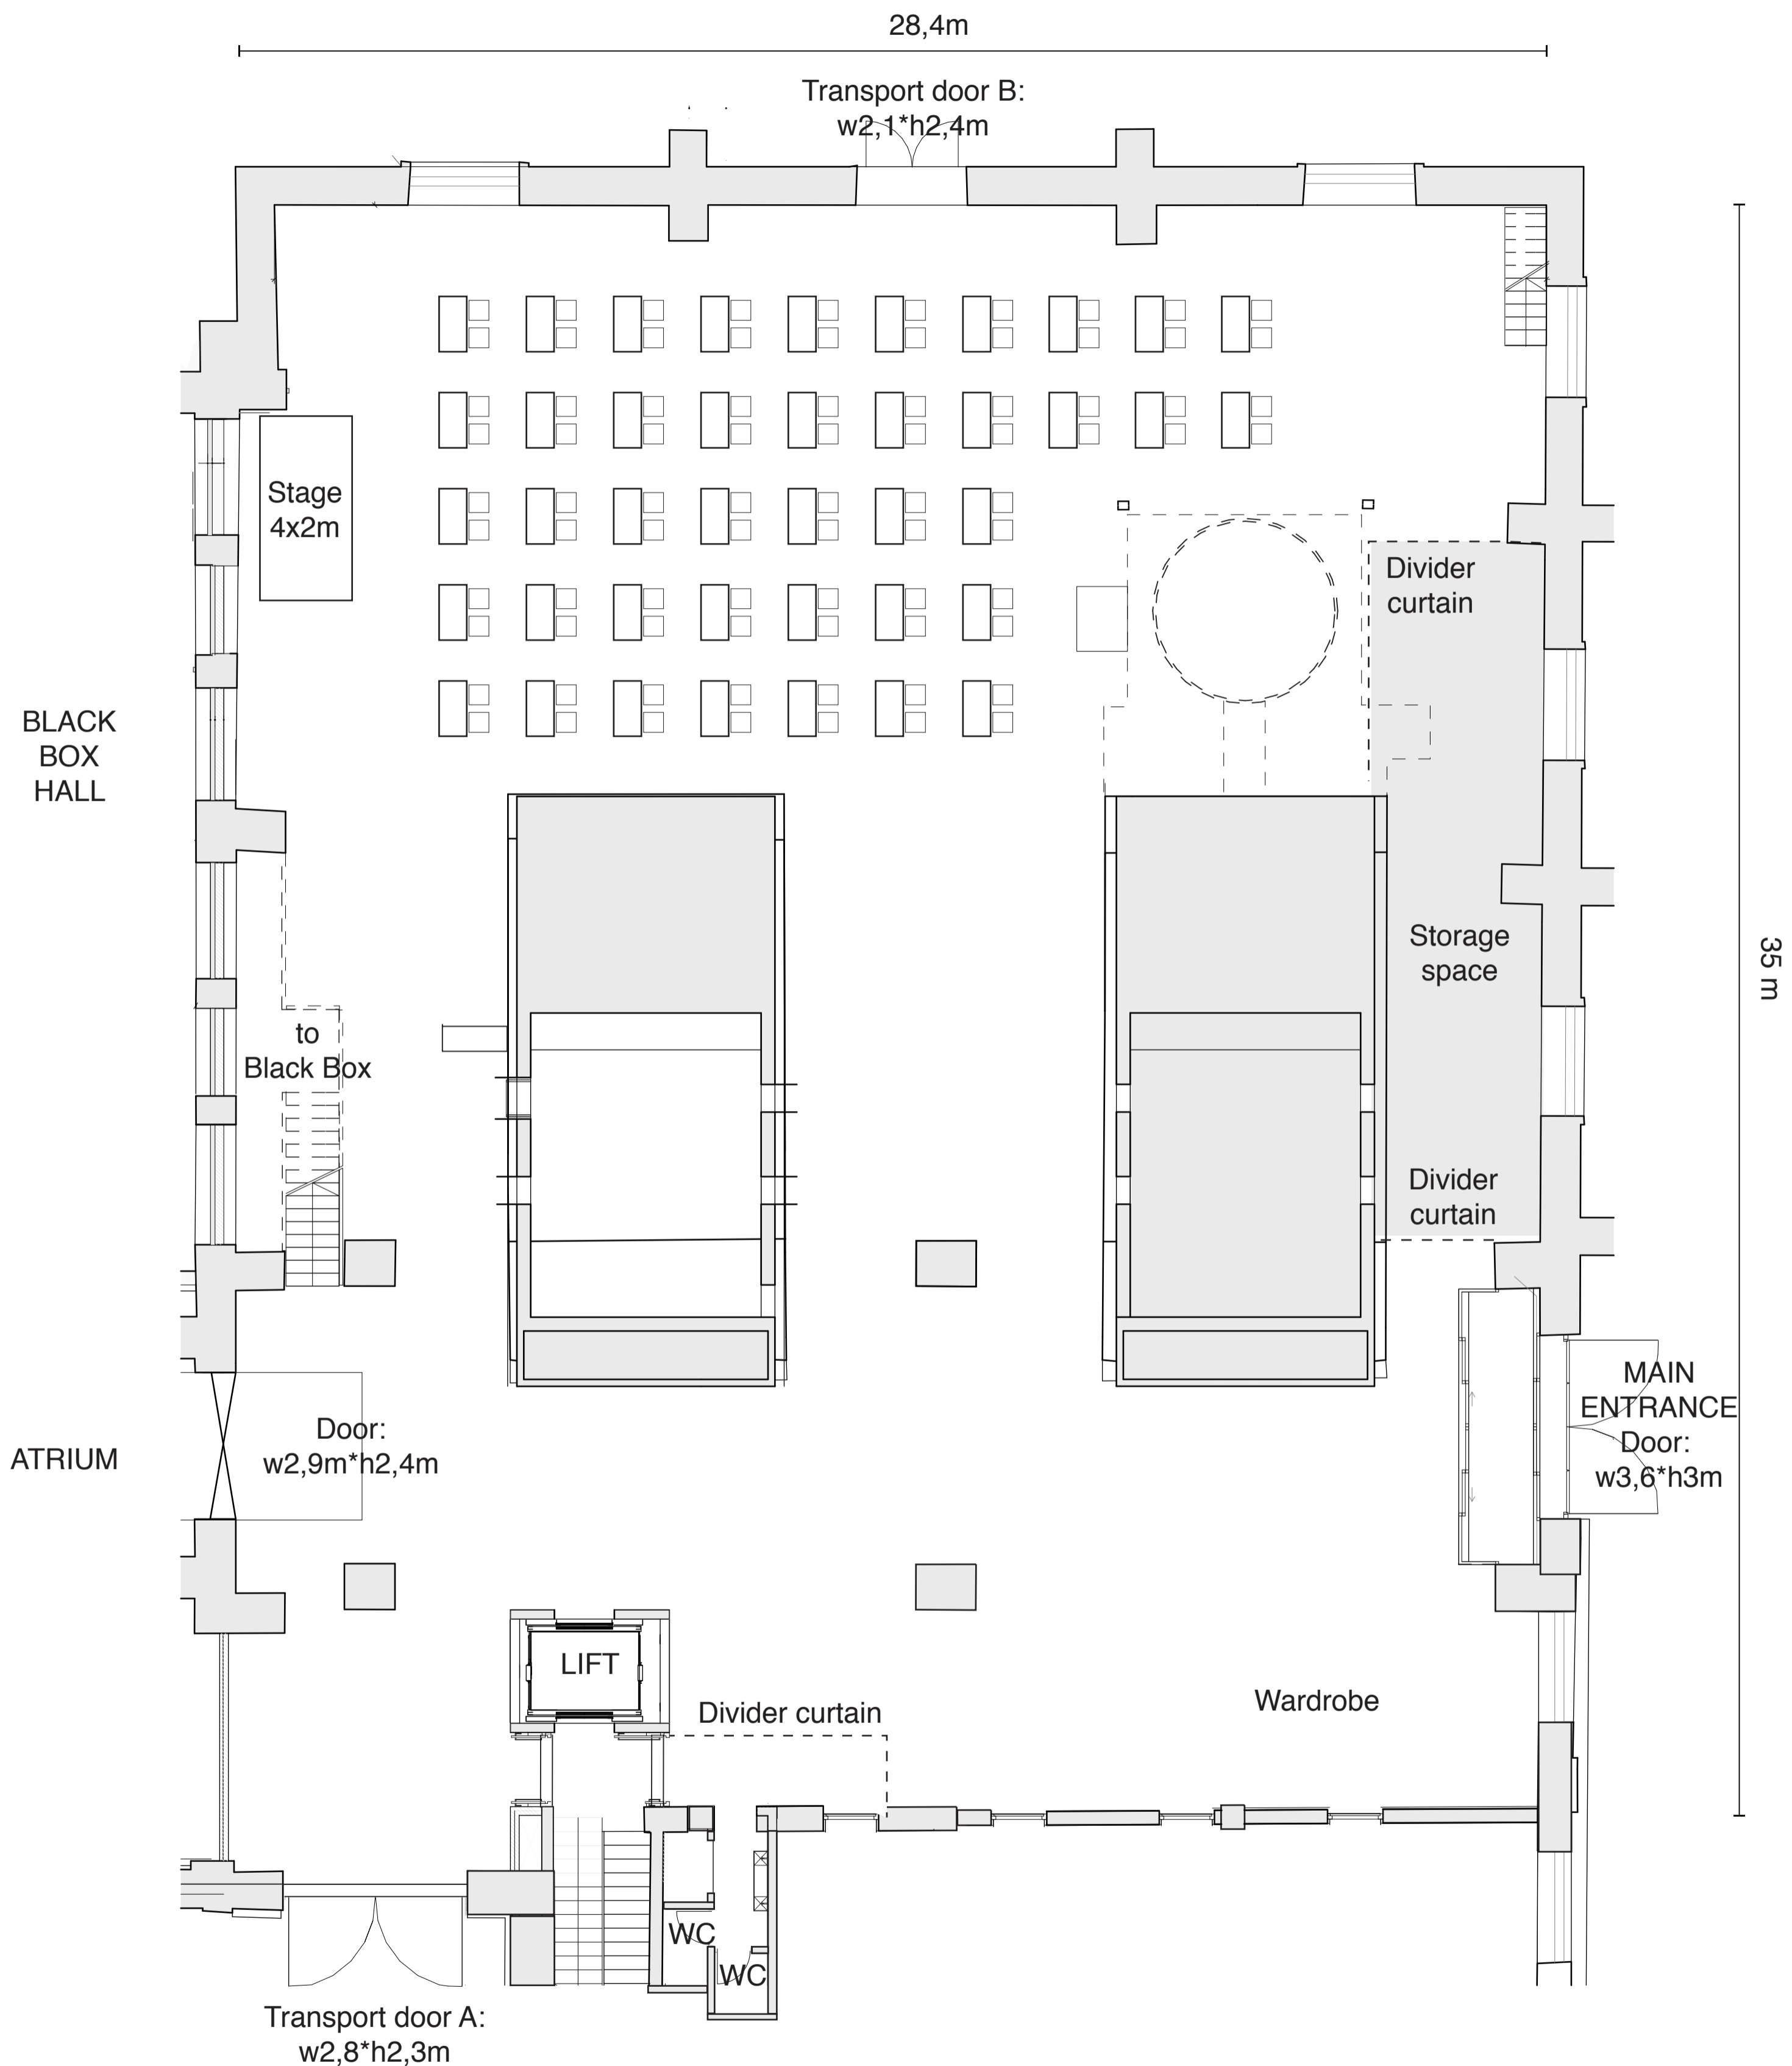 28,4m
Transport door B:
w2,1*h2,4m
Stage
4x2m
Divider
curtain
BLACK
BOX
HALL
Storage
space
35 m
to
Black Box
Divider
curtain
MAIN
ENTRANCE
Door:
w3,6*h3m
ATRIUM
Door:
w2,9m*h2,4m
LIFT
Divider curtain
Wardrobe
WC
WC
Transport door A:
w2,8*h2,3m